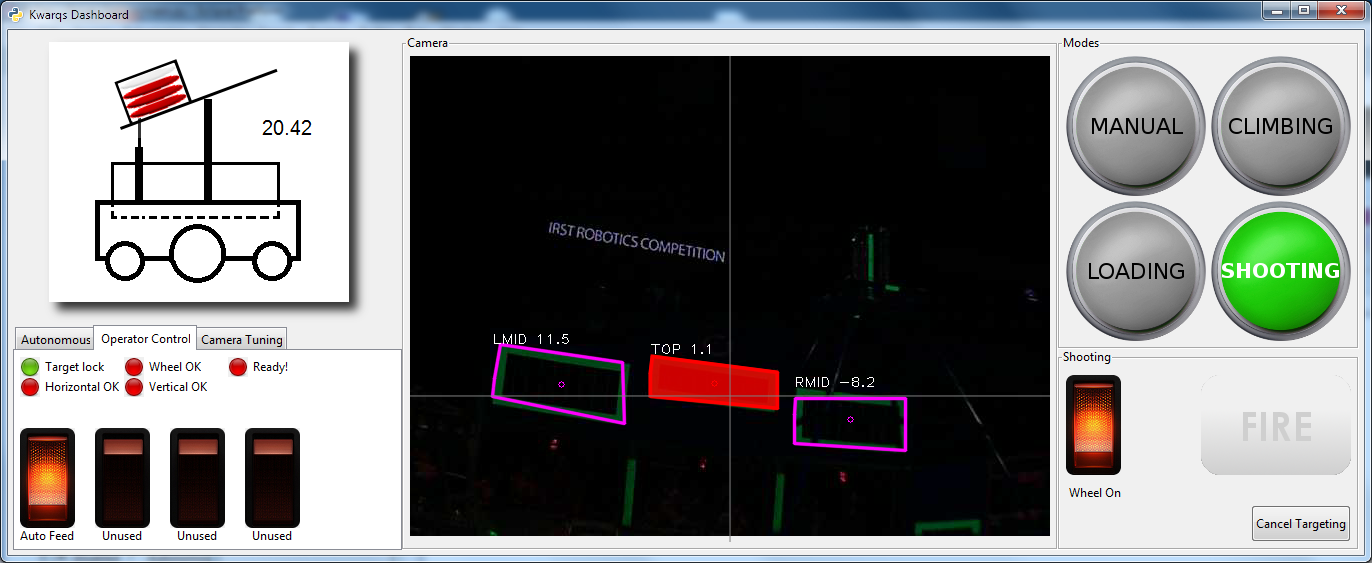 Kwarqs Dashboard
20.42
Autonomous
Operator Control
Camera Tuning
Target lock
Wheel OK
Ready!
Horizontal OK
Vertical OK
Auto Feed
Unused
Unused
Unused
Camera
IRST ROBOTICS COMPETITION
LMID 11.5
TOP 1.1
RMID -8.2
Modes
MANUAL
CLIMBING
LOADING
SHOOTING
Shooting
FIRE
Wheel On
Cancel Targeting